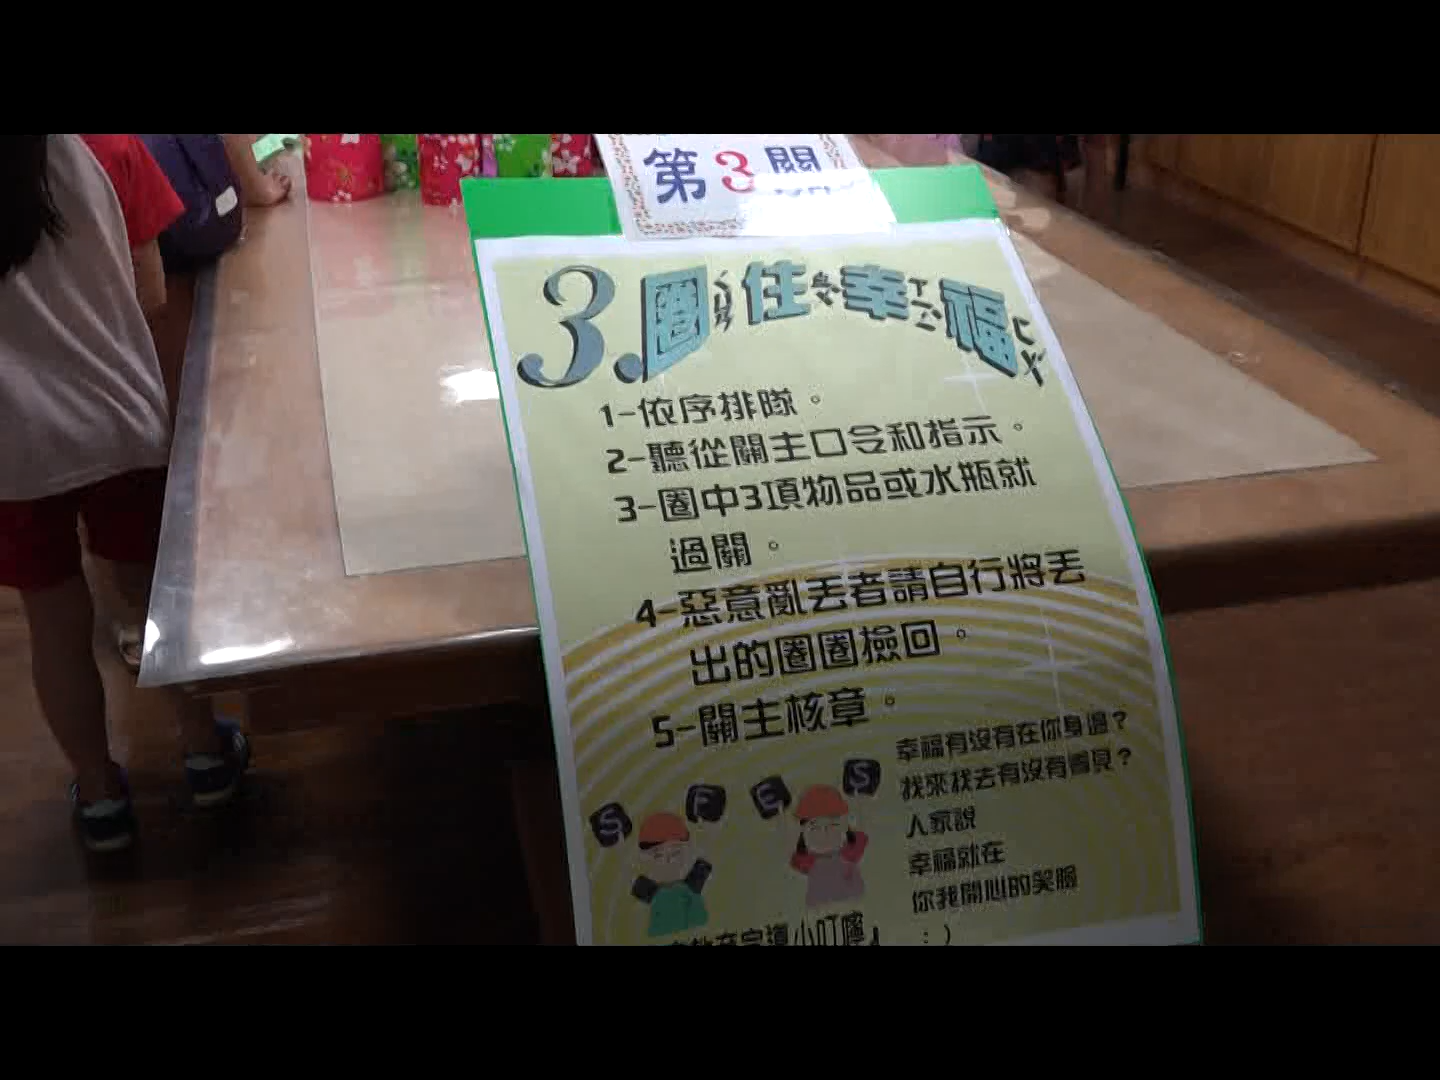 第3關
3.圈住幸福
1-依序排隊。
2-聽從關主口令和指示。
3-圈中3項物品或水瓶就
過關。
4-惡意亂丟者請自行將丟
出的圈圈撿回。
5-關主核章。
幸福有沒有在你身邊？
找來找去有沒有看見？
人家說
幸福就在
你我開心的笑臉
:)
S F E S
小叮嚀』